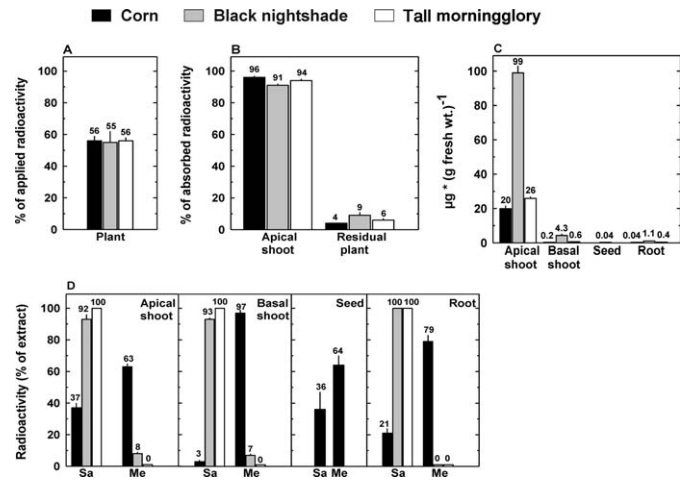 Corn Black nightshade Tall morningglory
A
% of applied radioactivity
100
80
60
40
20
0
56 55 56
Plant
B
% of absorbed radioactivity
100
80
60
40
20
0
96 91 94
4 9 6
Apical shoot
Residual plant
C
µg * (g fresh wt.)-1
100
80
60
40
20
0
20 99 26
0.2 4.3 0.6
0.04
0.04 1.1 0.4
Apical shoot
Basal shoot
Seed
Root
D
Radioactivity (% of extract)
100
80
60
40
20
0
Apical shoot
37 92 100
63 8 0
Sa Me
Basal shoot
3 93 100
97 7 0
Sa Me
Seed
36 64
Sa Me
Root
21 100 100
79 0 0
Sa Me